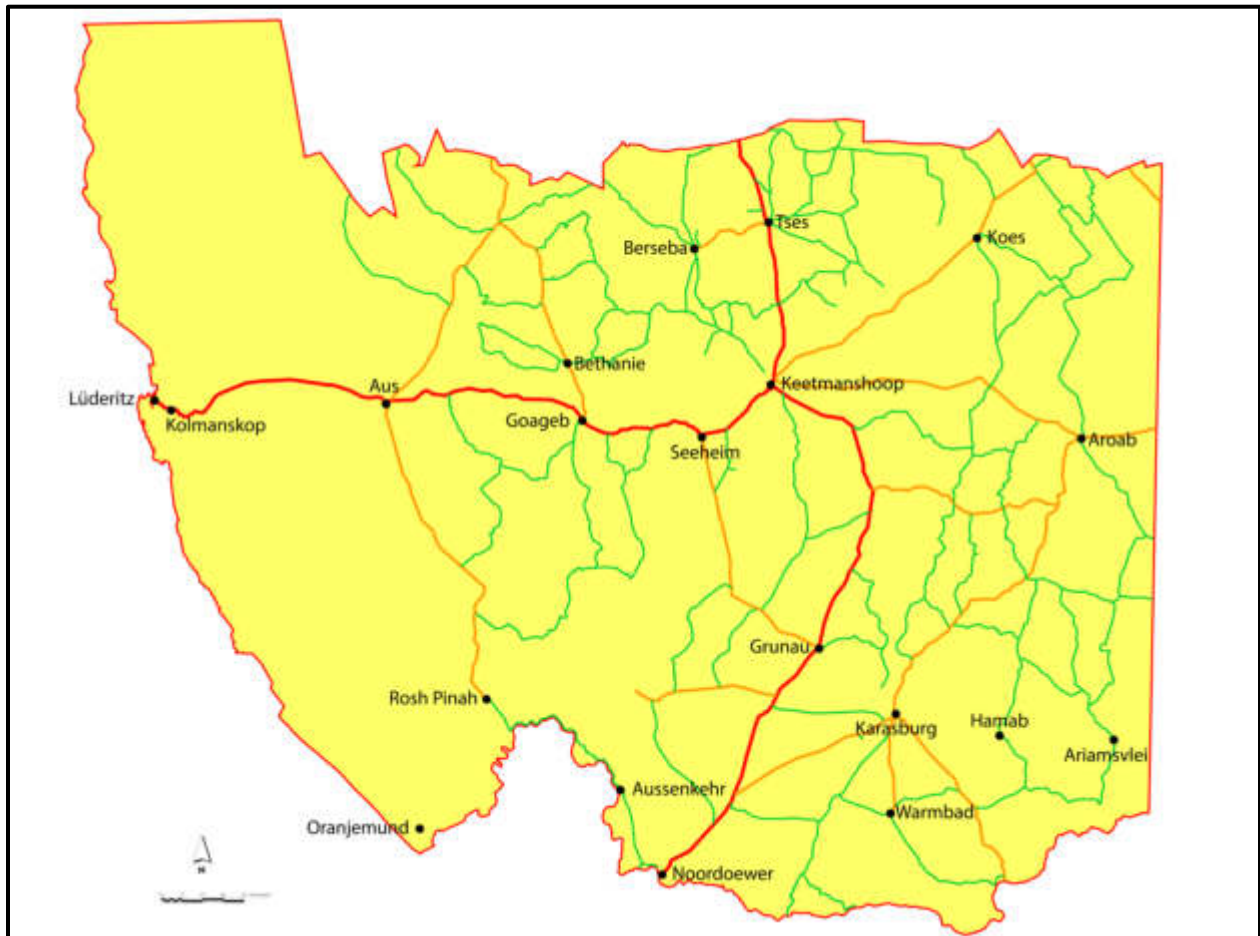 Tses
Koes
Berseba
Bethanie
Keetmanshoop
Aus
Lüderitz
Kolmanskop
Goageb
Seeheim
Aroab
Grunau
Rosh Pinah
Karasburg
Hamab
Ariamsvlei
Aussenkehr
Warmbad
Oranjemund
N
Noordoewer